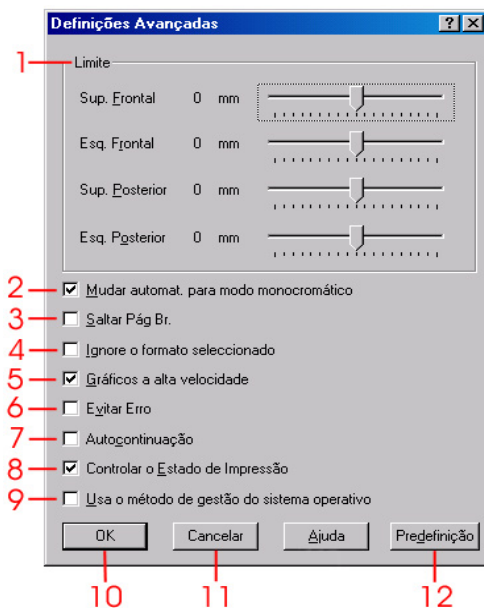 Definições Avançadas
1 Limite
Sup. Frontal 0 mm
Esq. Frontal 0 mm
Sup. Posterior 0 mm
Esq. Posterior 0 mm
2 Mudar automat. para modo monocromático
3 Saltar Pág Br.
4 Ignore o formato seleccionado
5 Gráficos a alta velocidade
6 Evitar Erro
7 Autocontinuação
8 Controlar o Estado de Impressão
9 Usa o método de gestão do sistema operativo
OK Cancelar Ajuda Predefinição
10 11 12